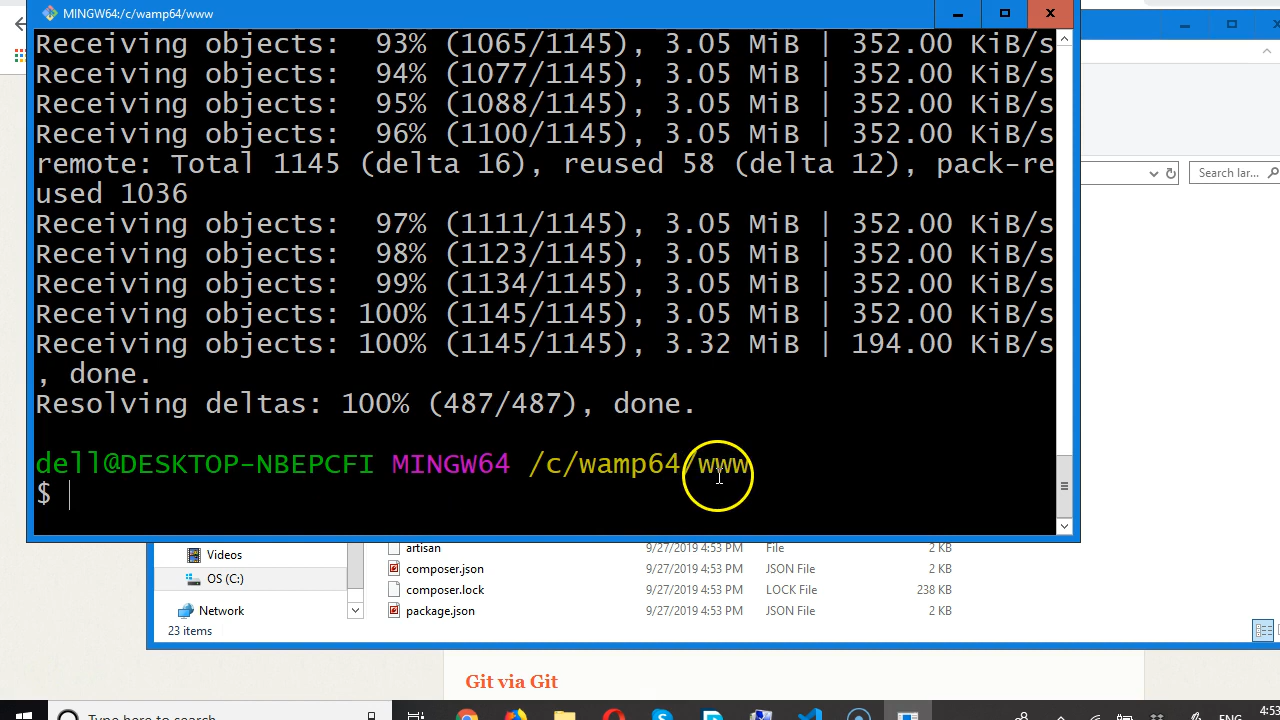 MINGW64:/c/wamp64/www
Receiving objects:  93% (1065/1145), 3.05 MiB | 352.00 KiB/s
Receiving objects:  94% (1077/1145), 3.05 MiB | 352.00 KiB/s
Receiving objects:  95% (1088/1145), 3.05 MiB | 352.00 KiB/s
Receiving objects:  96% (1100/1145), 3.05 MiB | 352.00 KiB/s
remote: Total 1145 (delta 16), reused 58 (delta 12), pack-re
used 1036
Receiving objects:  97% (1111/1145), 3.05 MiB | 352.00 KiB/s
Receiving objects:  98% (1123/1145), 3.05 MiB | 352.00 KiB/s
Receiving objects:  99% (1134/1145), 3.05 MiB | 352.00 KiB/s
Receiving objects: 100% (1145/1145), 3.05 MiB | 352.00 KiB/s
Receiving objects: 100% (1145/1145), 3.32 MiB | 194.00 KiB/s
, done.
Resolving deltas: 100% (487/487), done.
dell@DESKTOP-NBEPCFI MINGW64 /c/wamp64/www
$
Search lar...
Videos
OS (C:)
Network
artisan 9/27/2019 4:53 PM File 2 KB
composer.json 9/27/2019 4:53 PM JSON File 2 KB
composer.lock 9/27/2019 4:53 PM LOCK File 238 KB
package.json 9/27/2019 4:53 PM JSON File 2 KB
23 items
Git via Git
Type here to search
ENG
4:53